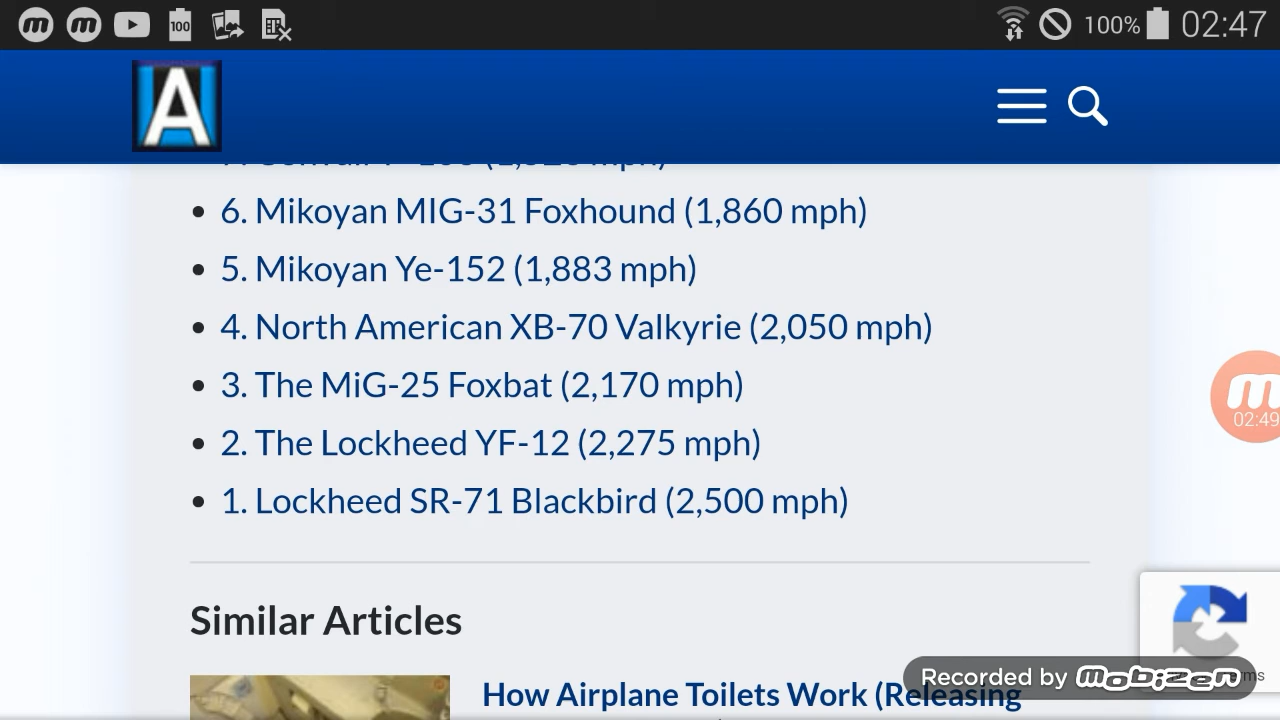 100 100% 02:47
A
6. Mikoyan MIG-31 Foxhound (1,860 mph)
5. Mikoyan Ye-152 (1,883 mph)
4. North American XB-70 Valkyrie (2,050 mph)
3. The MiG-25 Foxbat (2,170 mph)
02:49
2. The Lockheed YF-12 (2,275 mph)
1. Lockheed SR-71 Blackbird (2,500 mph)
Similar Articles
Recorded by mobizen
How Airplane Toilets Work (Releasing